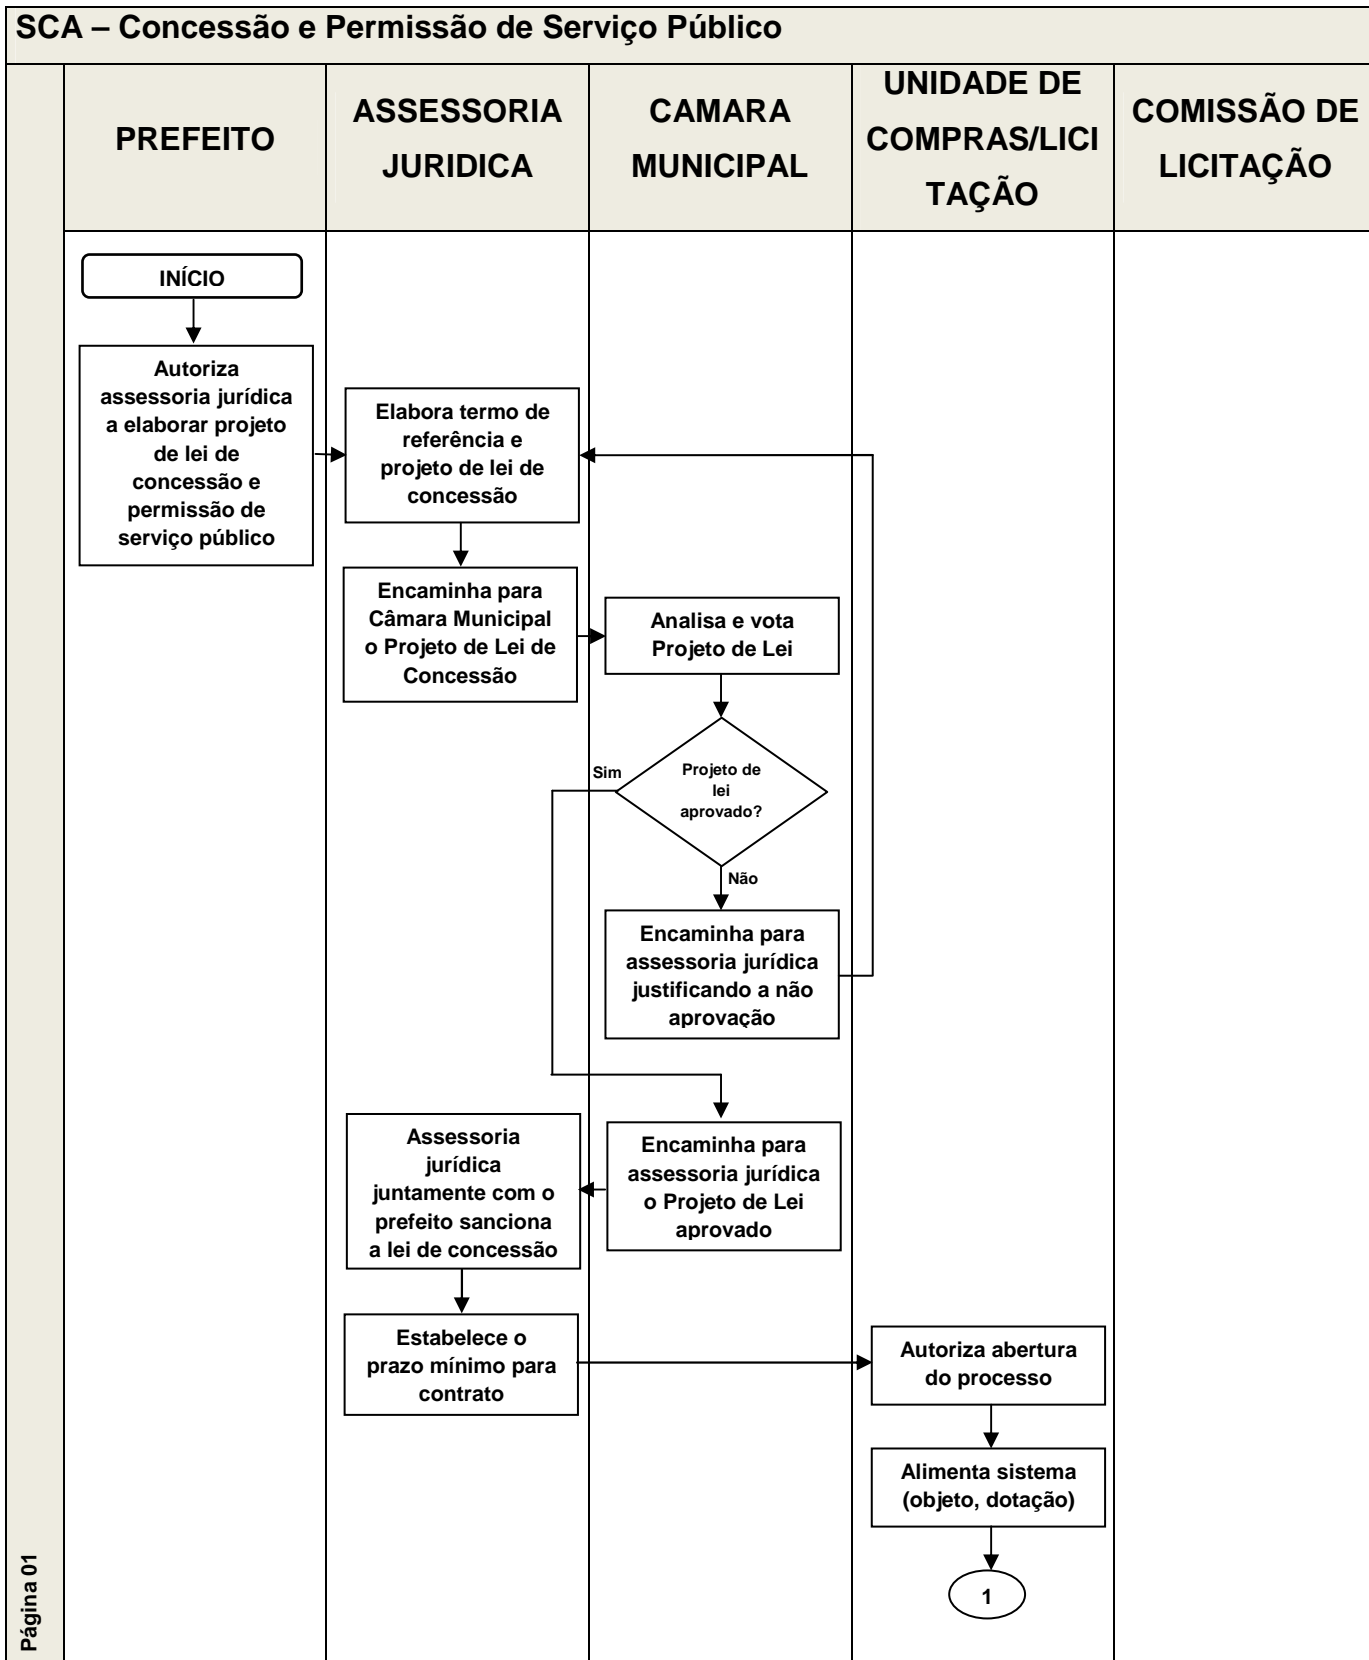 SCA – Concessão e Permissão de Serviço Público
PREFEITO
ASSESSORIA
JURIDICA
CAMARA
MUNICIPAL
UNIDADE DE
COMPRAS/LICI
TAÇÃO
COMISSÃO DE
LICITAÇÃO
INÍCIO
Autoriza
assessoria jurídica
a elaborar projeto
de lei de
concessão e
permissão de
serviço público
Elabora termo de
referência e
projeto de lei de
concessão
Encaminha para
Câmara Municipal
o Projeto de Lei de
Concessão
Analisa e vota
Projeto de Lei
Sim
Projeto de
lei
aprovado?
Não
Encaminha para
assessoria jurídica
justificando a não
aprovação
Encaminha para
assessoria jurídica
o Projeto de Lei
aprovado
Assessoria
jurídica
juntamente com o
prefeito sanciona
a lei de concessão
Estabelece o
prazo mínimo para
contrato
Autoriza abertura
do processo
Alimenta sistema
(objeto, dotação)
1
Página 01